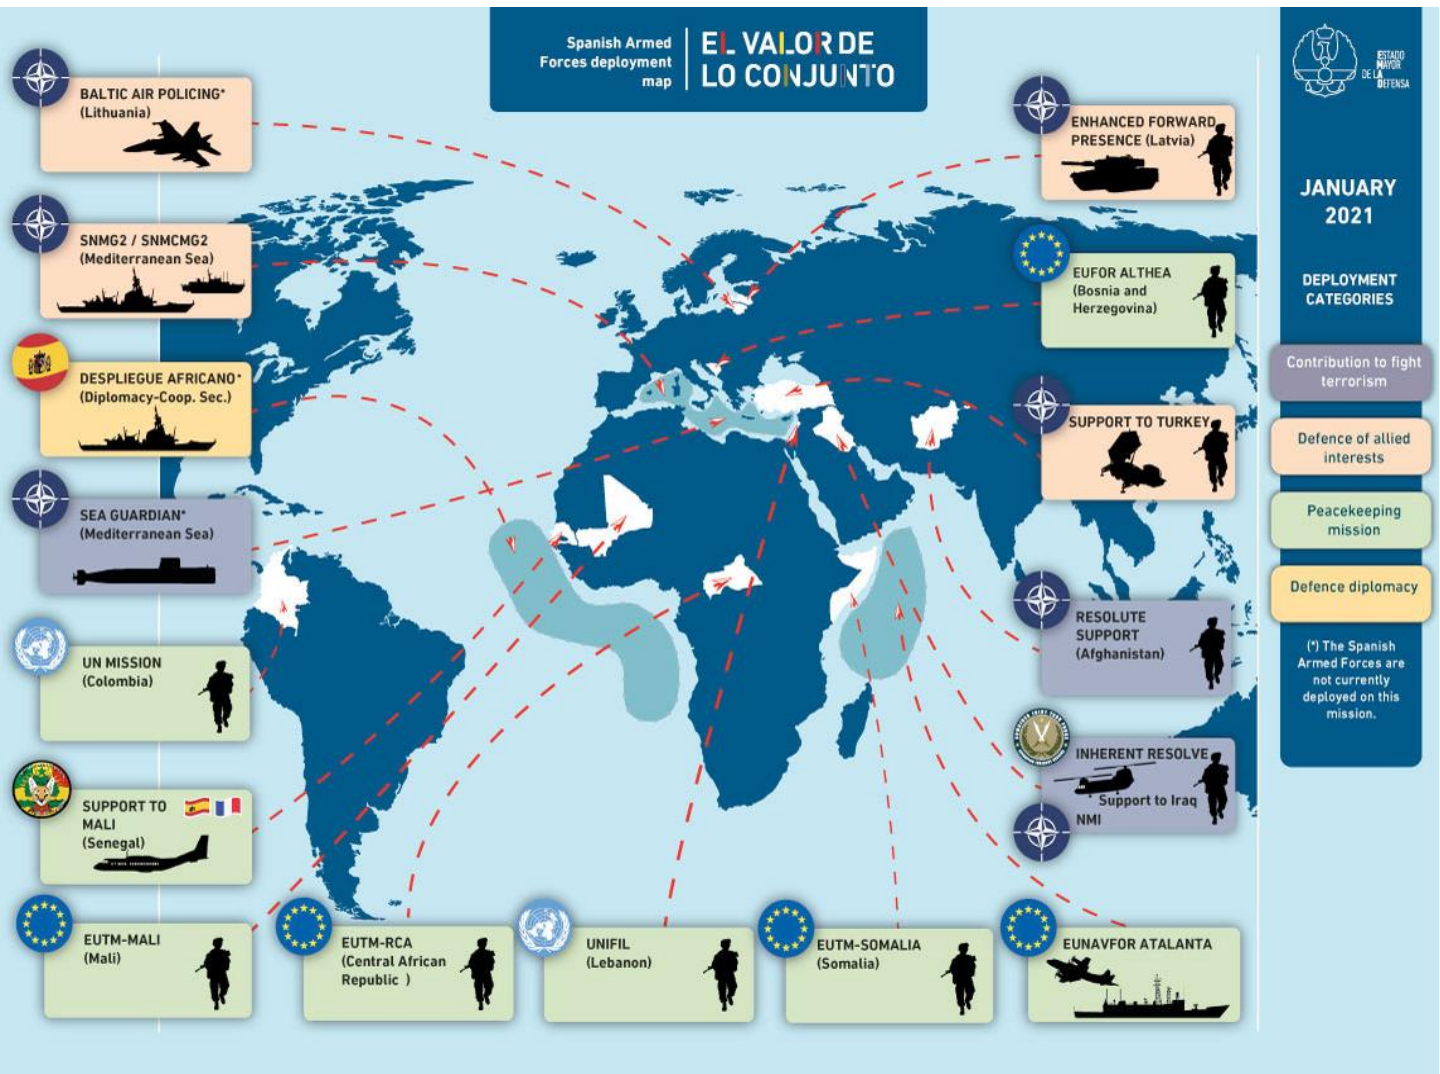 Spanish Armed
Forces deployment
map
EL VALOR DE
LO CONJUNTO
ESTADO
MAYOR
DE LA
DEFENSA
JANUARY
2021
DEPLOYMENT
CATEGORIES
Contribution to fight
terrorism
Defence of allied
interests
Peacekeeping
mission
Defence diplomacy
(*) The Spanish
Armed Forces are
not currently
deployed on this
mission.
BALTIC AIR POLICING*
(Lithuania)
SNMG2 / SNMCMG2
(Mediterranean Sea)
DESPLIEGUE AFRICANO*
(Diplomacy-Coop. Sec.)
SEA GUARDIAN*
(Mediterranean Sea)
UN MISSION
(Colombia)
SUPPORT TO
MALI
(Senegal)
EUTM-MALI
(Mali)
EUTM-RCA
(Central African
Republic )
UNIFIL
(Lebanon)
EUTM-SOMALIA
(Somalia)
EUNAVFOR ATALANTA
ENHANCED FORWARD
PRESENCE (Latvia)
EUFOR ALTHEA
(Bosnia and
Herzegovina)
SUPPORT TO TURKEY
RESOLUTE
SUPPORT
(Afghanistan)
INHERENT RESOLVE
Support to Iraq
NMI